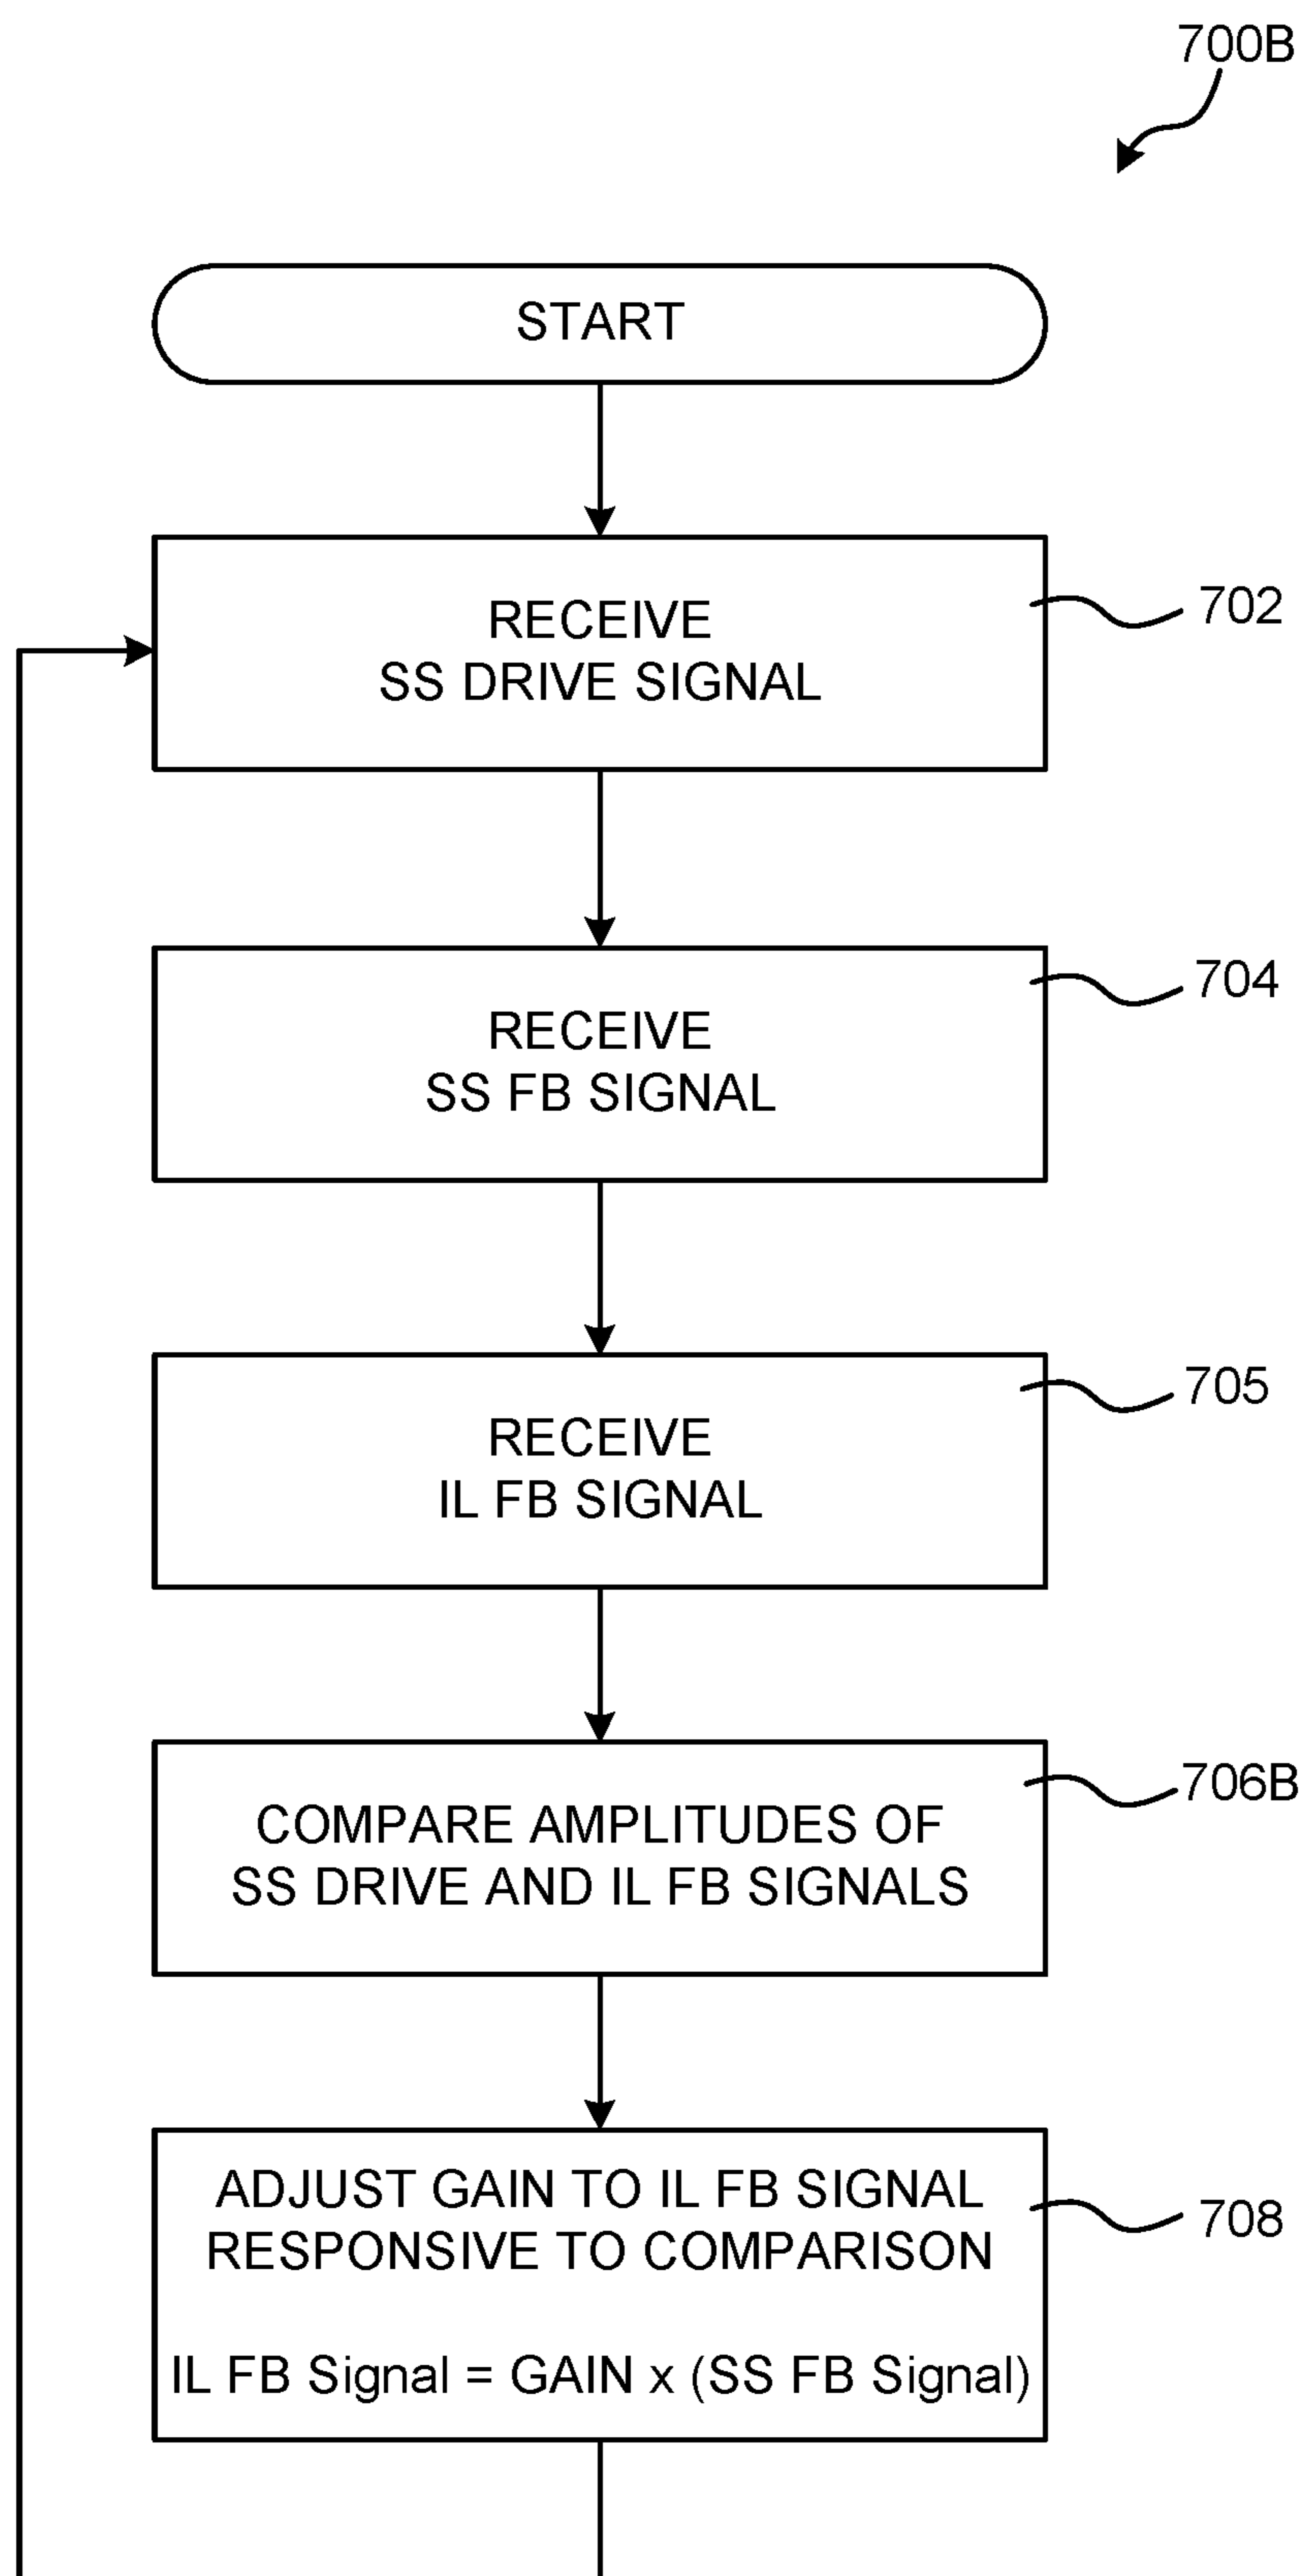 700B
START
RECEIVE
SS DRIVE SIGNAL
702
RECEIVE
SS FB SIGNAL
704
RECEIVE
IL FB SIGNAL
705
COMPARE AMPLITUDES OF
SS DRIVE AND IL FB SIGNALS
706B
ADJUST GAIN TO IL FB SIGNAL
RESPONSIVE TO COMPARISON
IL FB Signal = GAIN x (SS FB Signal)
708